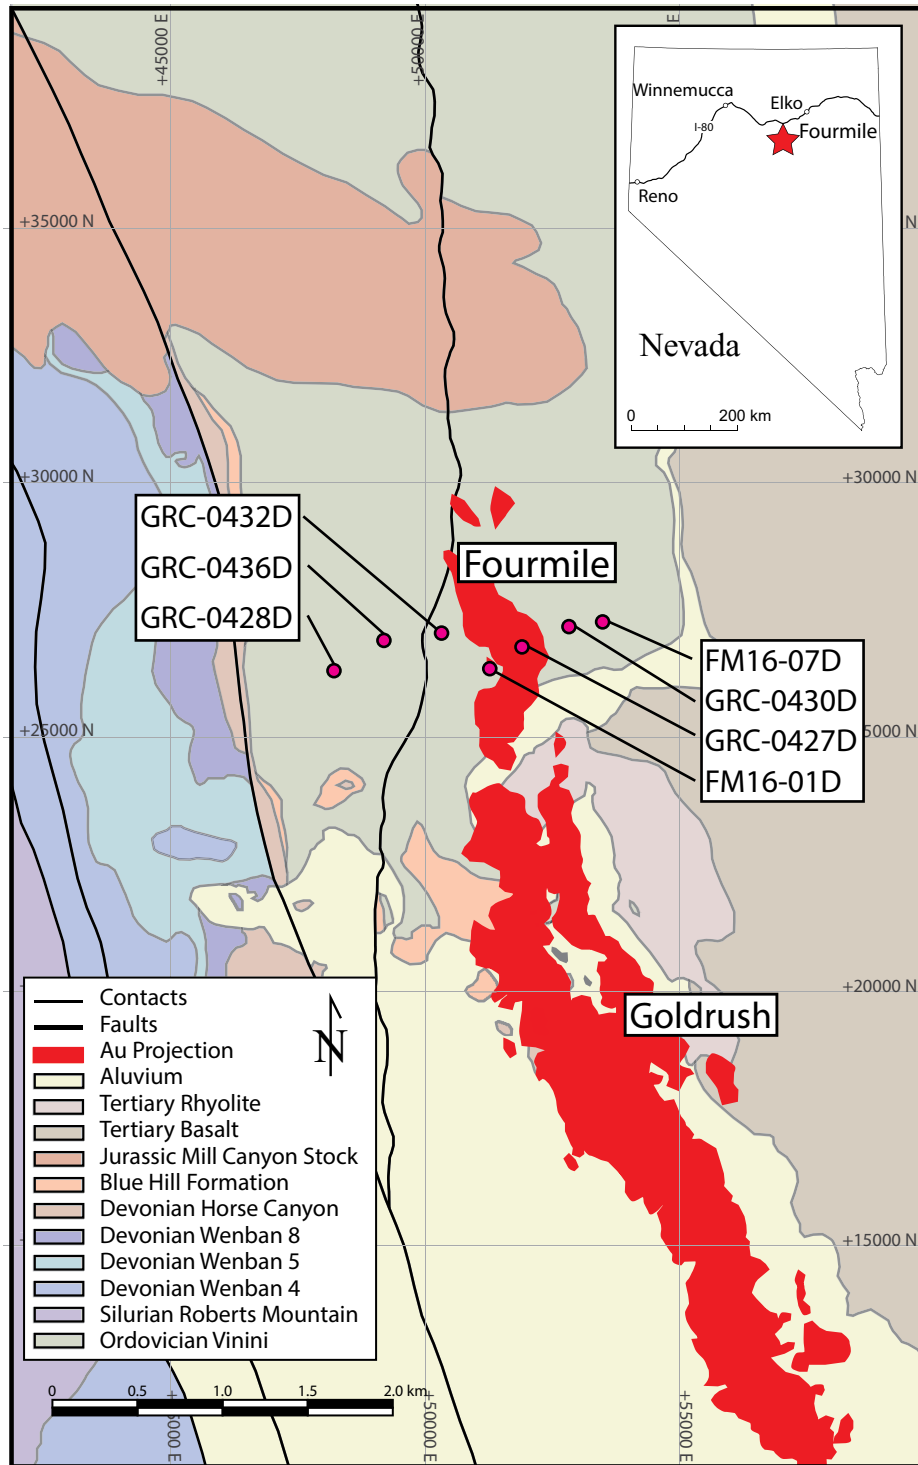 +45000 E
+50000 E
Winnemucca
Elko
I-80
Fourmile
Reno
+35000 N
N
Nevada
0 200 km
+30000 N
+30000 N
GRC-0432D
GRC-0436D
GRC-0428D
Fourmile
FM16-07D
GRC-0430D
GRC-0427D
FM16-01D
+25000 N
5000 N
+20000 N
Goldrush
Contacts
Faults
Au Projection
Aluvium
Tertiary Rhyolite
Tertiary Basalt
Jurassic Mill Canyon Stock
Blue Hill Formation
Devonian Horse Canyon
Devonian Wenban 8
Devonian Wenban 5
Devonian Wenban 4
Silurian Roberts Mountain
Ordovician Vinini
N
+15000 N
0 0.5 1.0 1.5 2.0 km
+45000 E
+50000 E
+55000 E